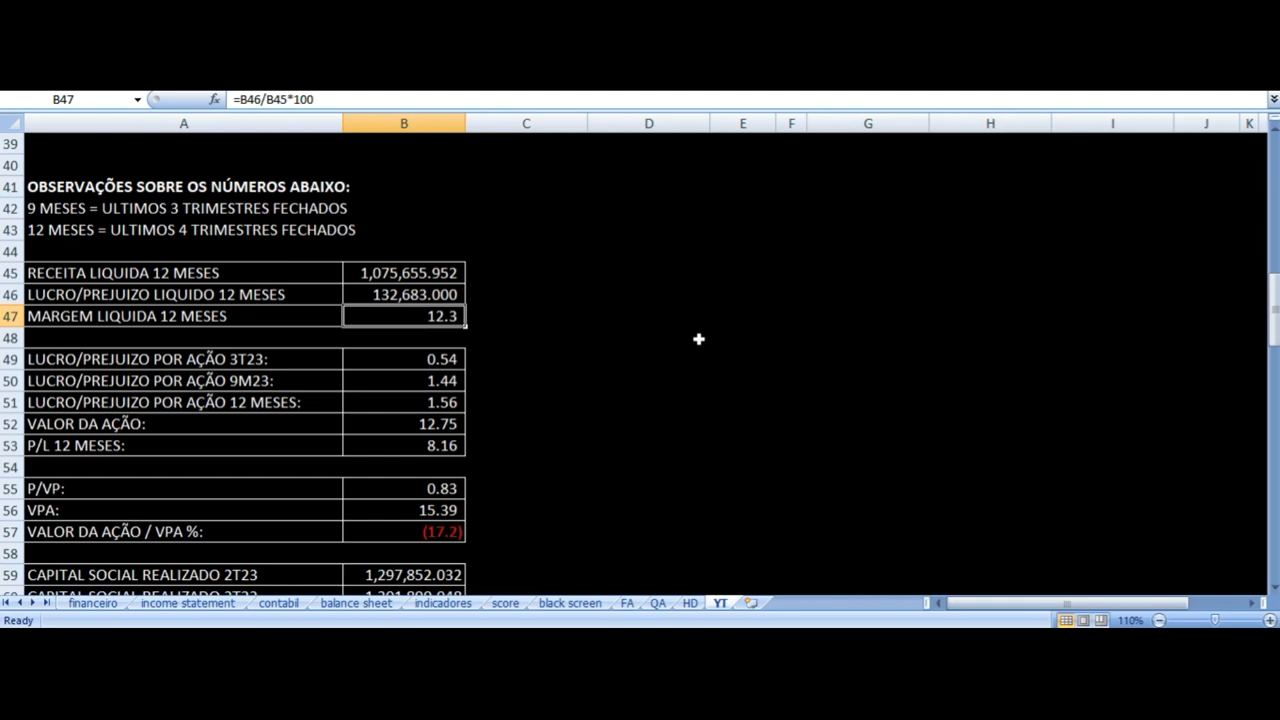 B47 fx =B46/B45*100
A B C D E F G H I J K
39
40
41 OBSERVAÇÕES SOBRE OS NÚMEROS ABAIXO:
42 9 MESES = ULTIMOS 3 TRIMESTRES FECHADOS
43 12 MESES = ULTIMOS 4 TRIMESTRES FECHADOS
44
45 RECEITA LIQUIDA 12 MESES 1,075,655.952
46 LUCRO/PREJUIZO LIQUIDO 12 MESES 132,683.000
47 MARGEM LIQUIDA 12 MESES 12.3
48
49 LUCRO/PREJUIZO POR AÇÃO 3T23: 0.54
50 LUCRO/PREJUIZO POR AÇÃO 9M23: 1.44
51 LUCRO/PREJUIZO POR AÇÃO 12 MESES: 1.56
52 VALOR DA AÇÃO: 12.75
53 P/L 12 MESES: 8.16
54
55 P/VP: 0.83
56 VPA: 15.39
57 VALOR DA AÇÃO / VPA %: (17.2)
58
59 CAPITAL SOCIAL REALIZADO 2T23 1,297,852.032
financeiro income statement contabil balance sheet indicadores score black screen FA QA HD YT
Ready 110%